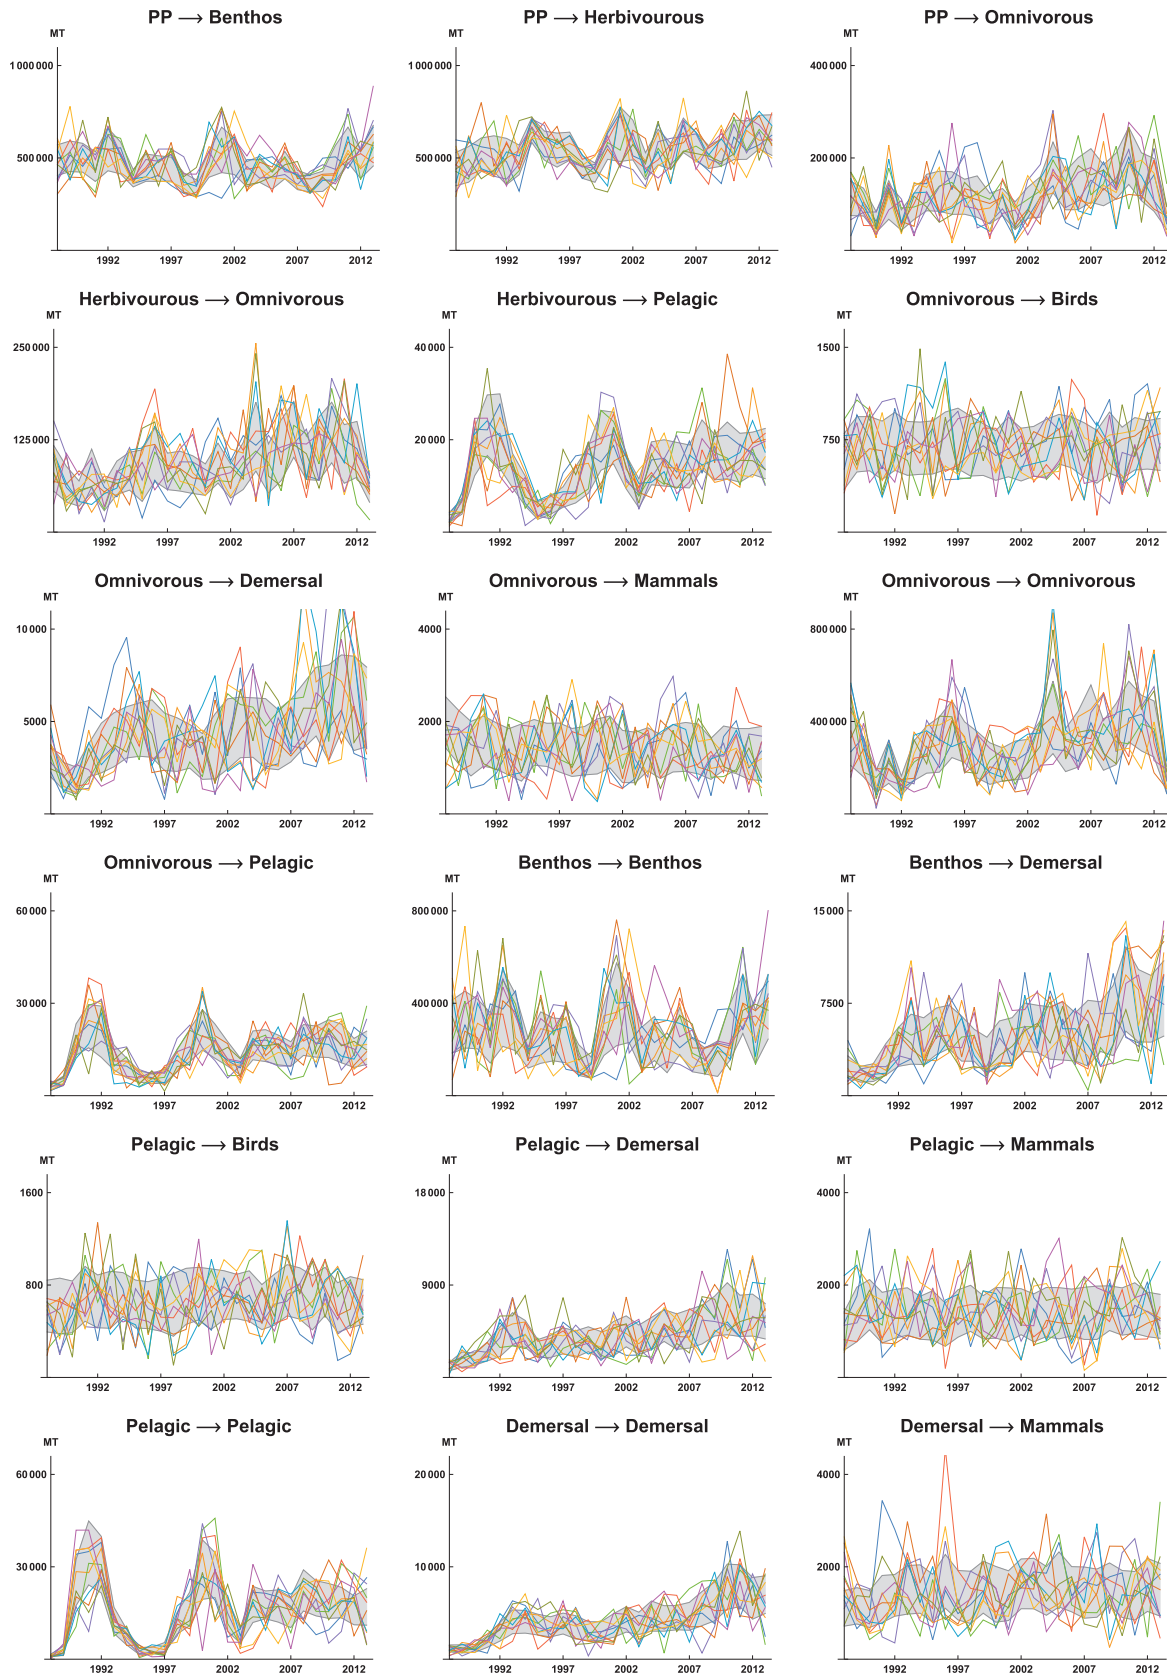 PP → Benthos
MT
1 000 000
500 000
1992 1997 2002 2007 2012
PP → Herbivourous
MT
1 000 000
500 000
1992 1997 2002 2007 2012
PP → Omnivorous
MT
400 000
200 000
1992 1997 2002 2007 2012
Herbivourous → Omnivorous
MT
250 000
125 000
1992 1997 2002 2007 2012
Herbivourous → Pelagic
MT
40 000
20 000
1992 1997 2002 2007 2012
Omnivorous → Birds
MT
1500
750
1992 1997 2002 2007 2012
Omnivorous → Demersal
MT
10 000
5000
1992 1997 2002 2007 2012
Omnivorous → Mammals
MT
4000
2000
1992 1997 2002 2007 2012
Omnivorous → Omnivorous
MT
800 000
400 000
1992 1997 2002 2007 2012
Omnivorous → Pelagic
MT
60 000
30 000
1992 1997 2002 2007 2012
Benthos → Benthos
MT
800 000
400 000
1992 1997 2002 2007 2012
Benthos → Demersal
MT
15 000
7500
1992 1997 2002 2007 2012
Pelagic → Birds
MT
1600
800
1992 1997 2002 2007 2012
Pelagic → Demersal
MT
18 000
9000
1992 1997 2002 2007 2012
Pelagic → Mammals
MT
4000
2000
1992 1997 2002 2007 2012
Pelagic → Pelagic
MT
60 000
30 000
1992 1997 2002 2007 2012
Demersal → Demersal
MT
20 000
10 000
1992 1997 2002 2007 2012
Demersal → Mammals
MT
4000
2000
1992 1997 2002 2007 2012